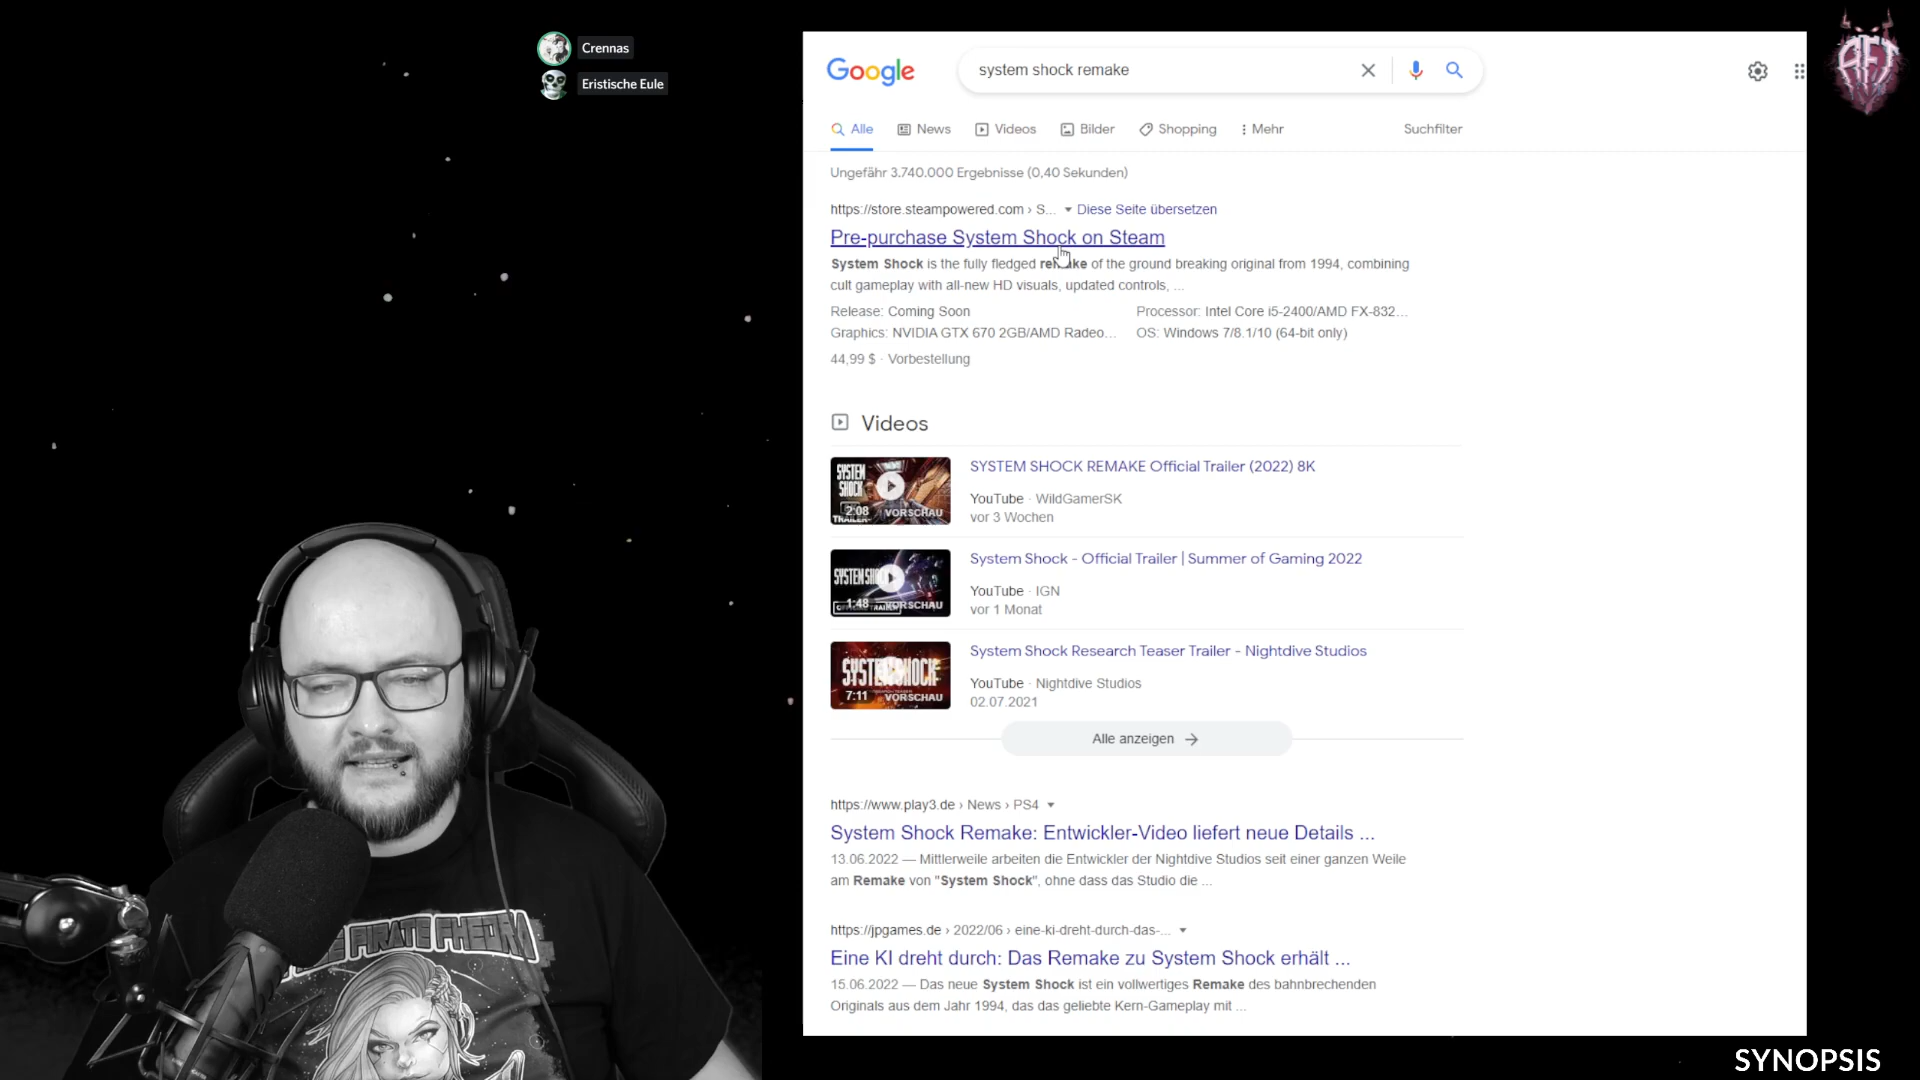 Crennas
Eristische Eule
Google
system shock remake
Alle
News
Videos
Bilder
Shopping
Mehr
Suchfilter
Ungefähr 3.740.000 Ergebnisse (0,40 Sekunden)
https://store.steampowered.com › S... Diese Seite übersetzen
Pre-purchase System Shock on Steam
System Shock is the fully fledged remake of the ground breaking original from 1994, combining
cult gameplay with all-new HD visuals, updated controls, ...
Release: Coming Soon
Processor: Intel Core i5-2400/AMD FX-832...
Graphics: NVIDIA GTX 670 2GB/AMD Radeo...
OS: Windows 7/8.1/10 (64-bit only)
44,99 $ · Vorbestellung
Videos
SYSTEM SHOCK
2:08
VORSCHAU
TRAILER
SYSTEM SHOCK REMAKE Official Trailer (2022) 8K
YouTube · WildGamerSK
vor 3 Wochen
SYSTEM SHO
1:48
VORSCHAU
System Shock - Official Trailer | Summer of Gaming 2022
YouTube · IGN
vor 1 Monat
SYSTEM SHOCK
7:11
VORSCHAU
System Shock Research Teaser Trailer - Nightdive Studios
YouTube · Nightdive Studios
02.07.2021
Alle anzeigen
https://www.play3.de › News › PS4
System Shock Remake: Entwickler-Video liefert neue Details ...
13.06.2022 — Mittlerweile arbeiten die Entwickler der Nightdive Studios seit einer ganzen Weile
am Remake von "System Shock", ohne dass das Studio die ...
https://jpgames.de › 2022/06 › eine-ki-dreht-durch-das-...
Eine KI dreht durch: Das Remake zu System Shock erhält ...
15.06.2022 — Das neue System Shock ist ein vollwertiges Remake des bahnbrechenden
Originals aus dem Jahr 1994, das das geliebte Kern-Gameplay mit ...
PIRATE PHEDRA
SYNOPSIS